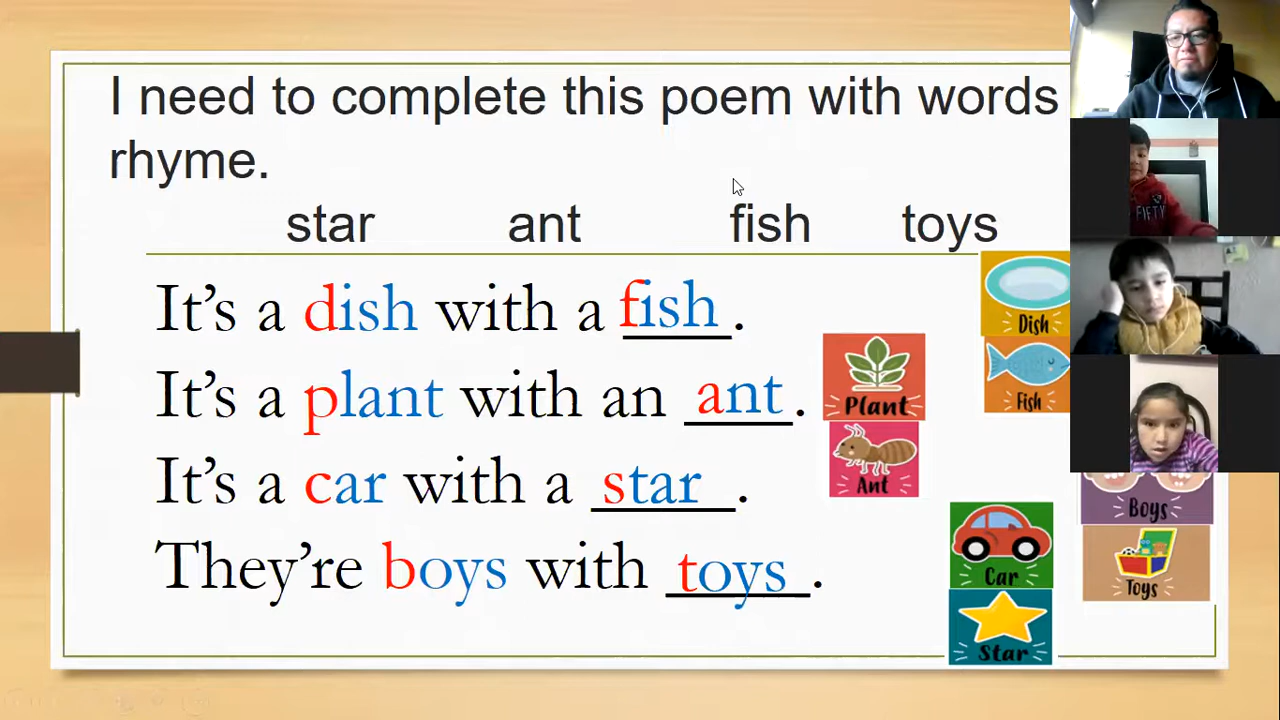 I need to complete this poem with words
rhyme.
star ant fish toys
It's a dish with a fish.
It's a plant with an ant.
It's a car with a star.
They're boys with toys.
Dish
Fish
Plant
Ant
Boys
Toys
Car
Star
FIFTY